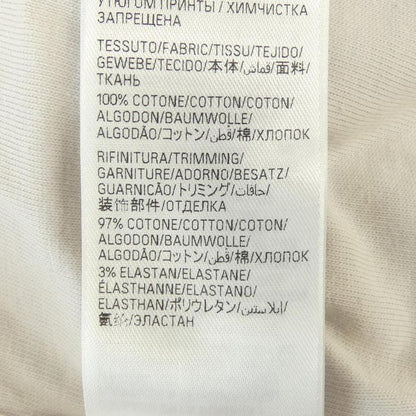 УТЮГОМ ПРИНТЫ / ХИМЧИСТКА
ЗАПРЕЩЕНА
TESSUTO/FABRIC/TISSU/TEJIDO/
GEWEBE/TECIDO/本体/قماش/面料/
ТКАНЬ
100% COTONE/COTTON/COTON/
ALGODON/BAUMWOLLE/
ALGODÃO/コットン/قطن/棉/ХЛОПОК
RIFINITURA/TRIMMING/
GARNITURE/ADORNO/BESATZ/
GUARNICÃO/トリミング/حافات/
装饰部件/ОТДЕЛКА
97% COTONE/COTTON/COTON/
ALGODON/BAUMWOLLE/
ALGODÃO/コットン/قطن/棉/ХЛОПОК
3% ELASTAN/ELASTANE/
ÉLASTHANNE/ELASTANO/
ELASTHAN/ポリウレタン/إيلاستين/
氨纶/ЭЛАСТАН